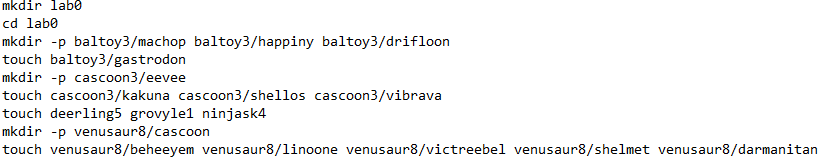 mkdir lab0
cd lab0
mkdir -p baltoy3/machop baltoy3/happiny baltoy3/drifloon
touch baltoy3/gastrodon
mkdir -p cascoon3/eevee
touch cascoon3/kakuna cascoon3/shellos cascoon3/vibrava
touch deerling5 grovyle1 ninjask4
mkdir -p venusaur8/cascoon
touch venusaur8/beheeyem venusaur8/linoone venusaur8/victreebel venusaur8/shelmet venusaur8/darmanitan